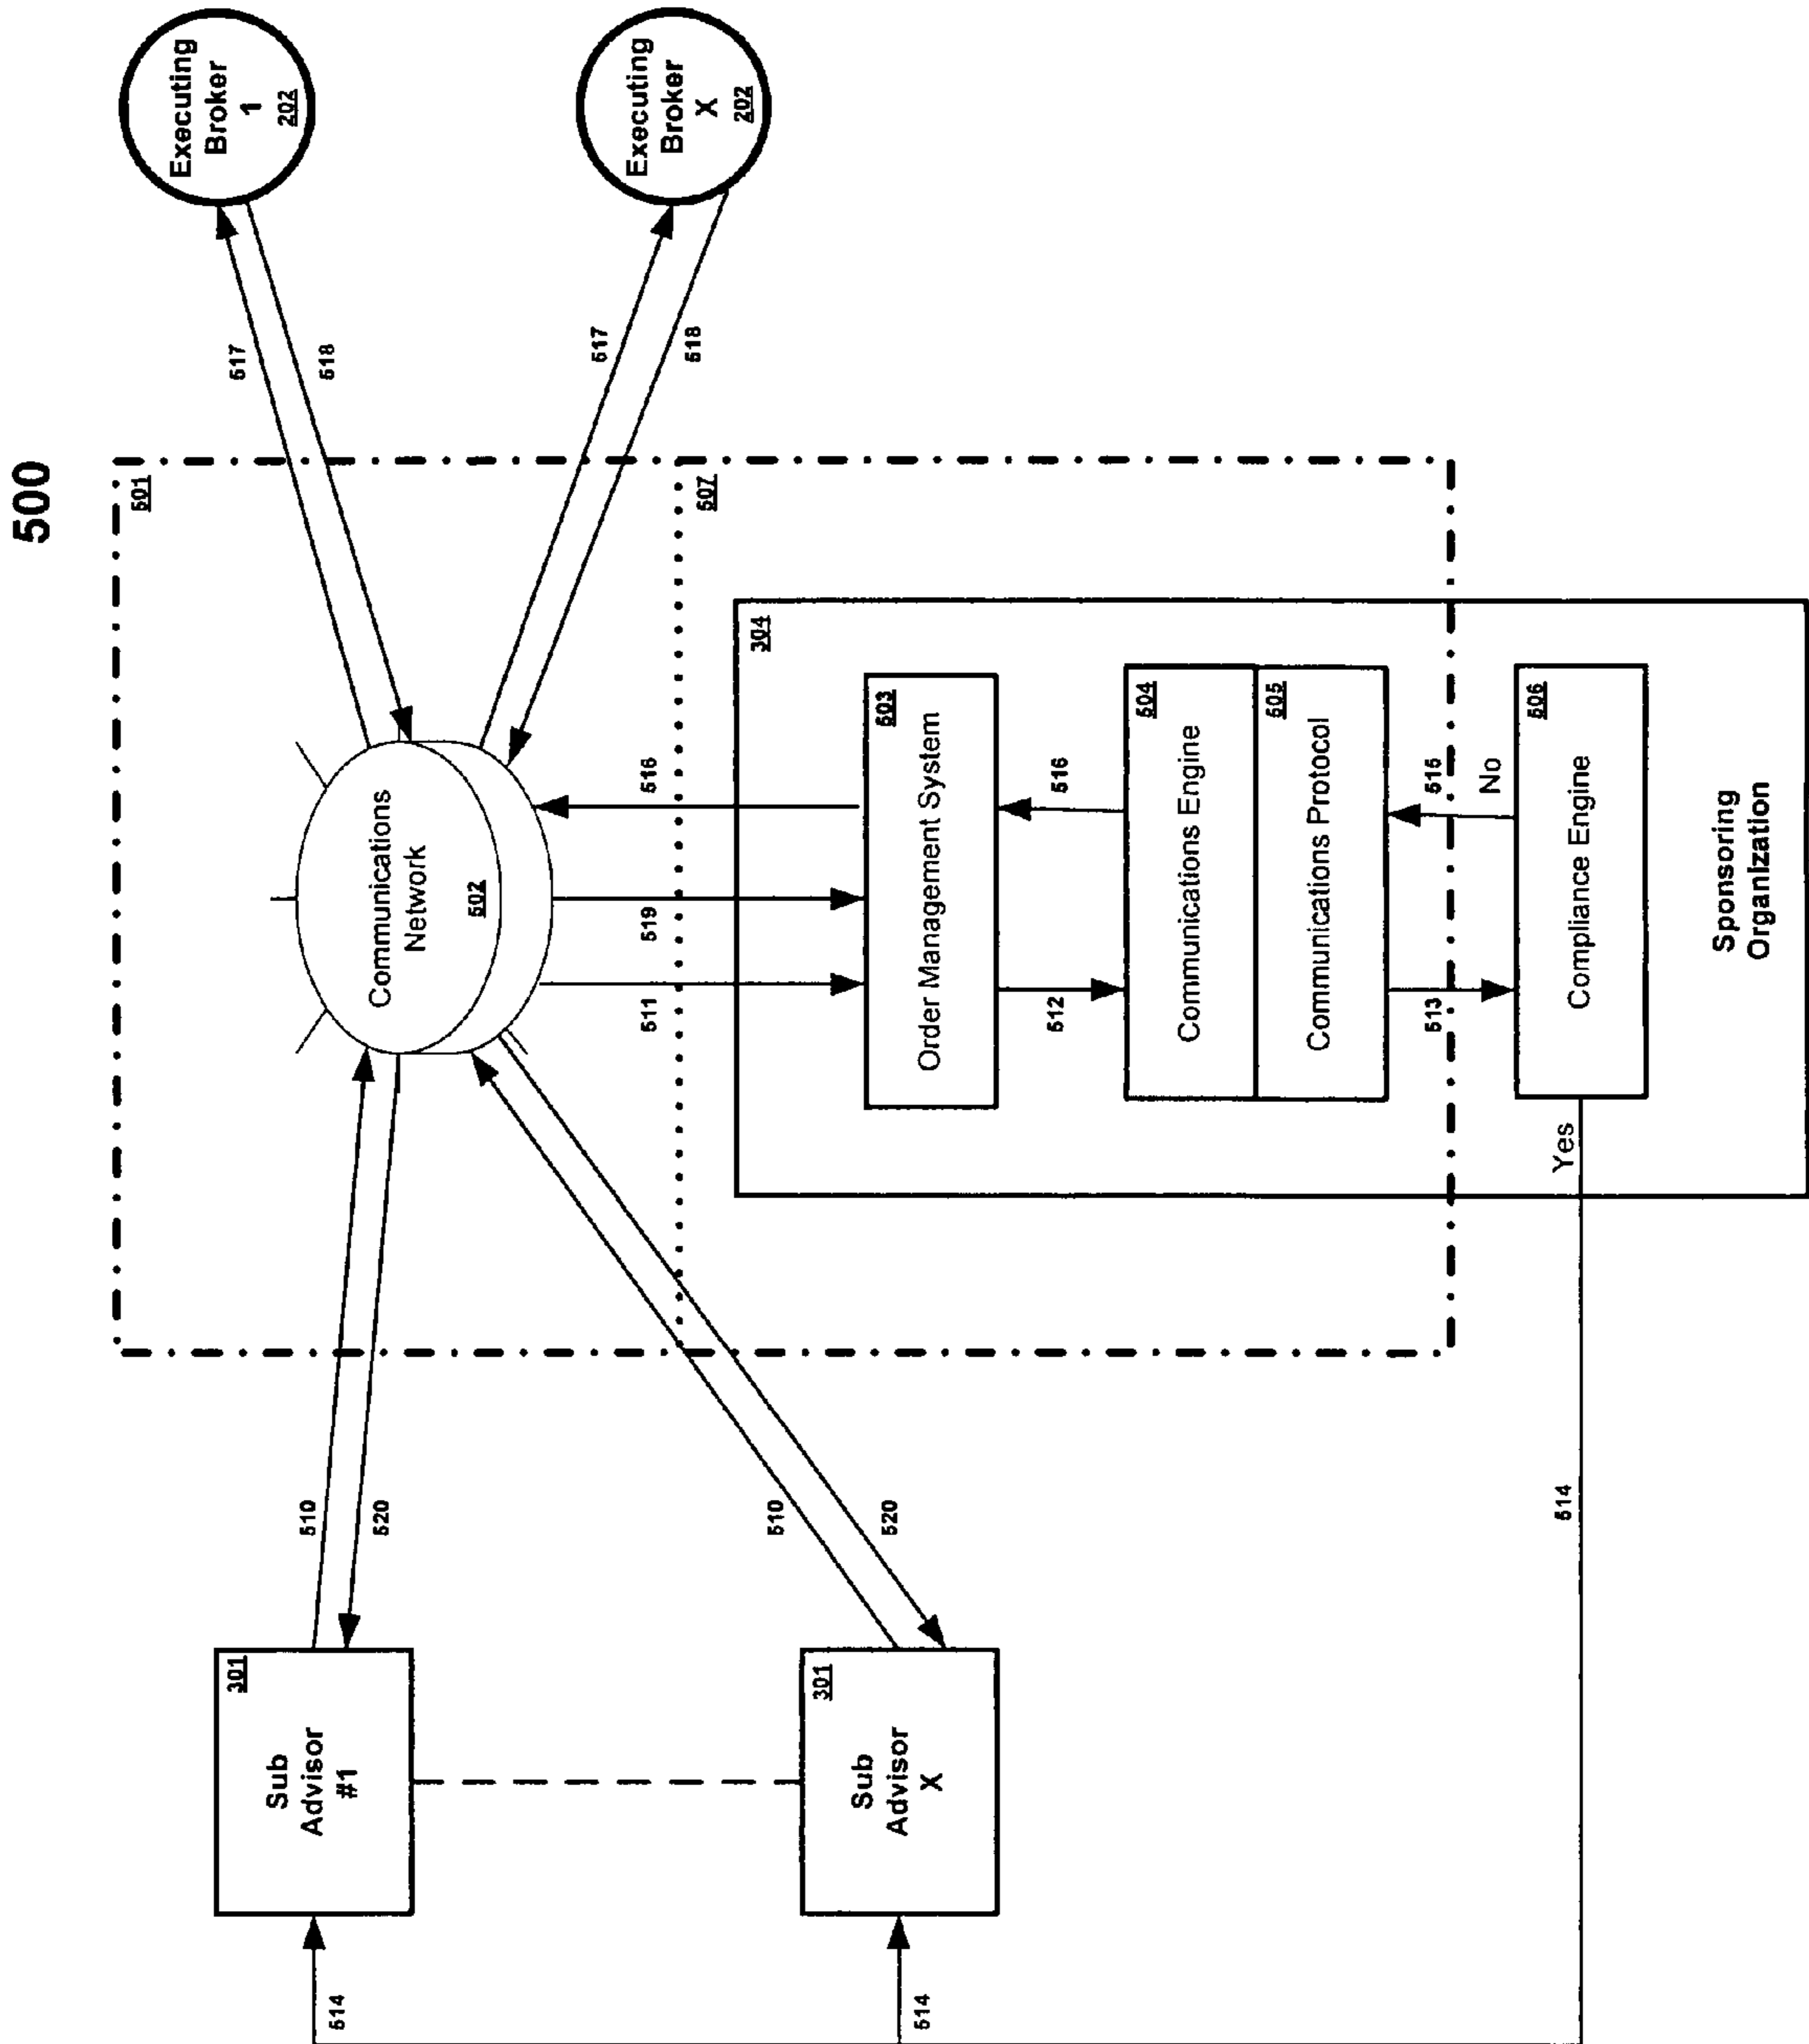 500
501
301
Sub
Advisor
#1
Executing
Broker
1
202
514
510
520
517
518
Communications
Network
502
301
Sub
Advisor
X
Executing
Broker
X
202
514
510
520
517
518
511
519
516
507
304
503
Order Management System
512
516
504
Communications Engine
505
Communications Protocol
513
515
No
506
Compliance Engine
Yes
514
Sponsoring
Organization